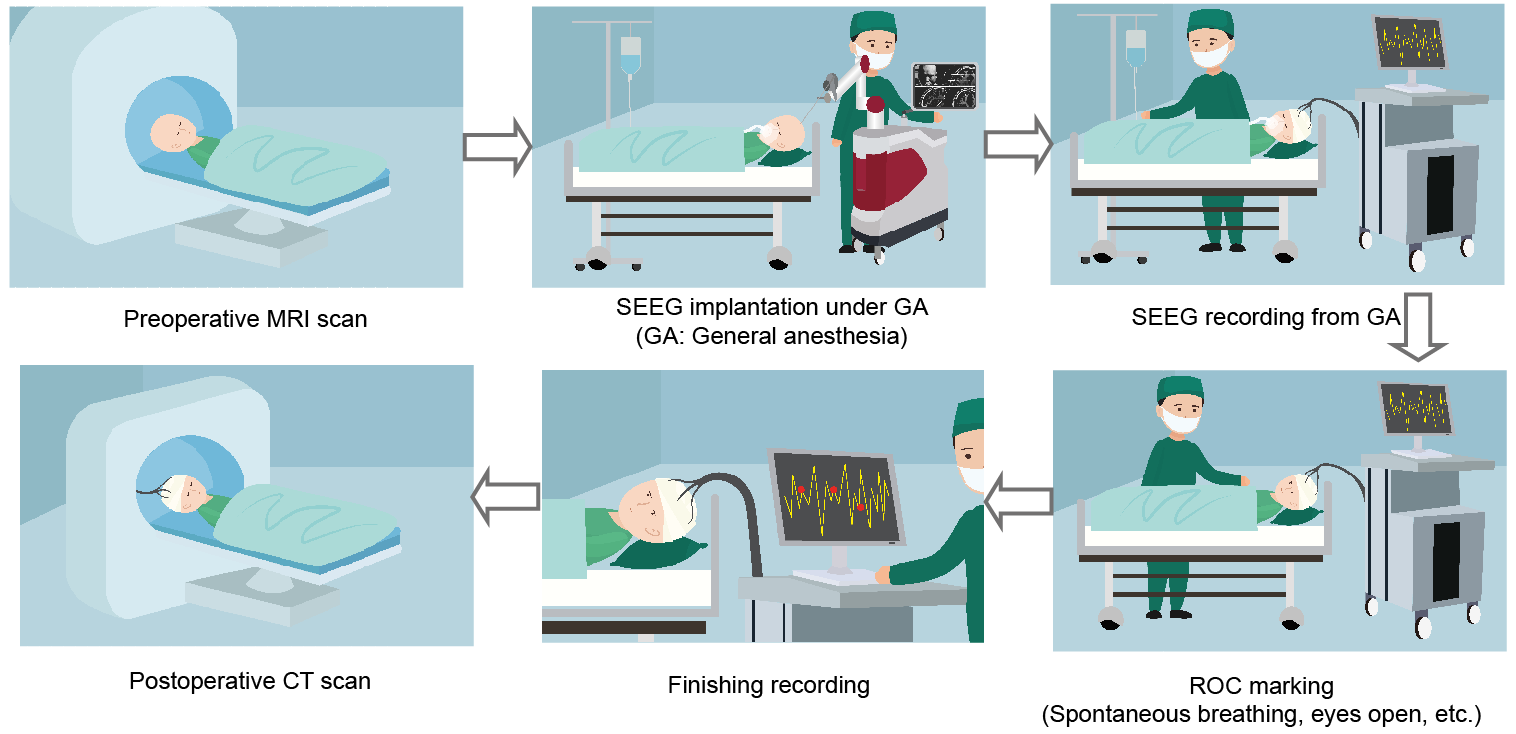 Preoperative MRI scan
SEEG implantation under GA
(GA: General anesthesia)
SEEG recording from GA
ROC marking
(Spontaneous breathing, eyes open, etc.)
Finishing recording
Postoperative CT scan